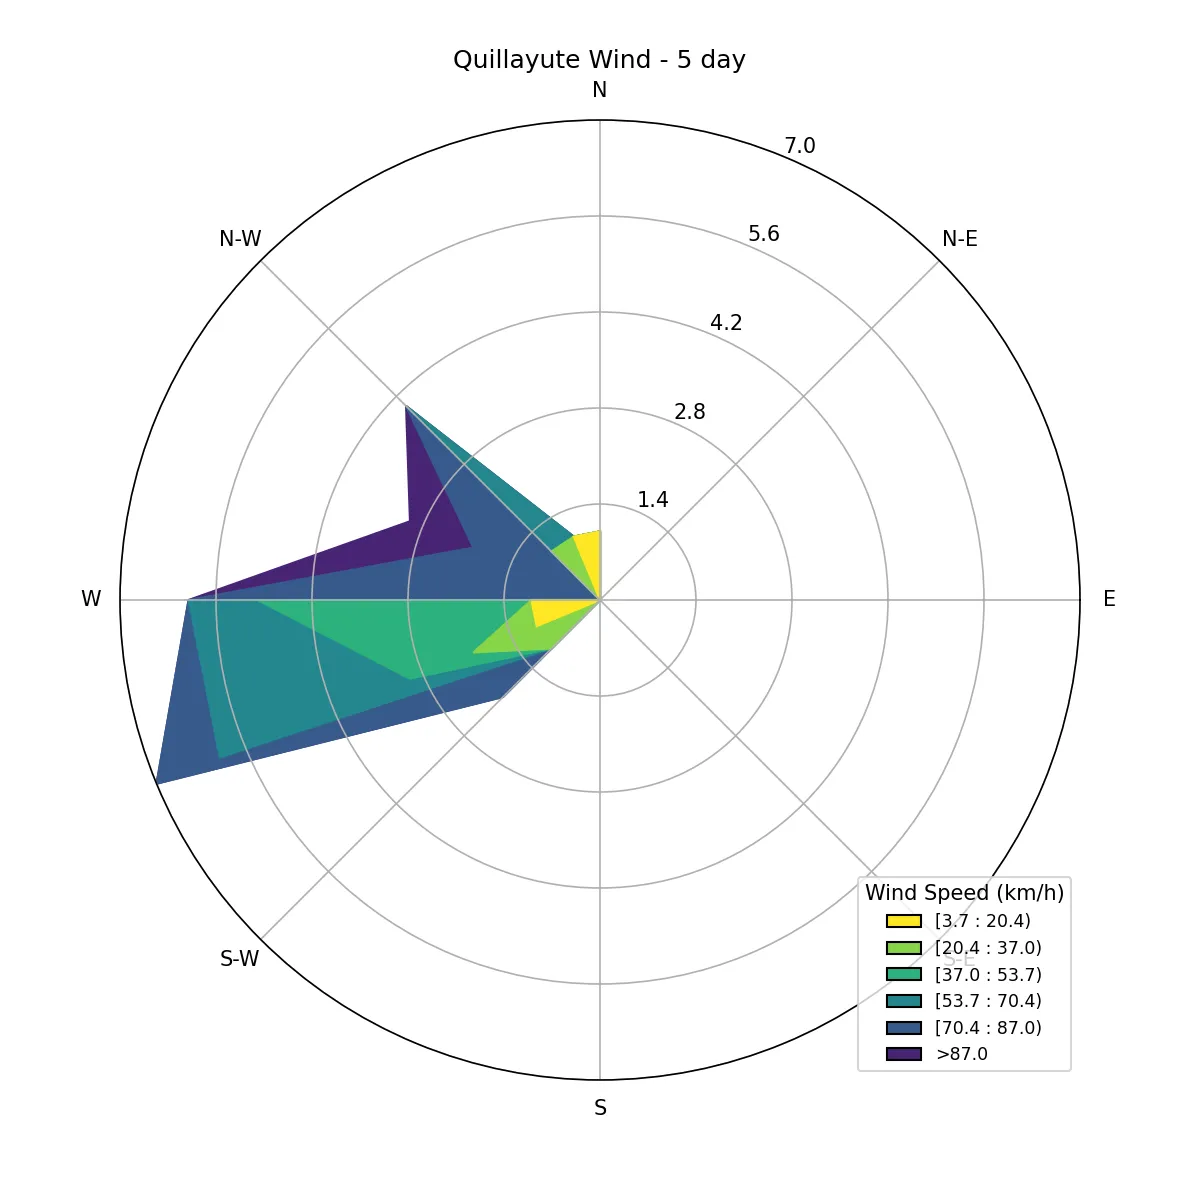 Quillayute Wind - 5 day
N
7.0
N-W
5.6
N-E
4.2
2.8
1.4
W
E
Wind Speed (km/h)
[3.7 : 20.4)
[20.4 : 37.0)
S-W
S-E
[37.0 : 53.7)
[53.7 : 70.4)
[70.4 : 87.0)
>87.0
S